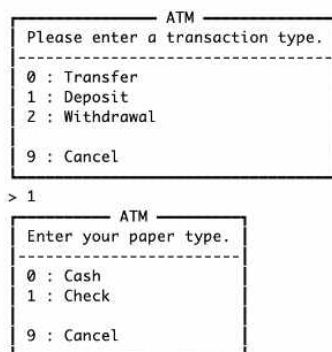 ATM
Please enter a transaction type.
0 : Transfer
1 : Deposit
2 : Withdrawal
9 : Cancel
> 1
ATM
Enter your paper type.
0 : Cash
1 : Check
9 : Cancel